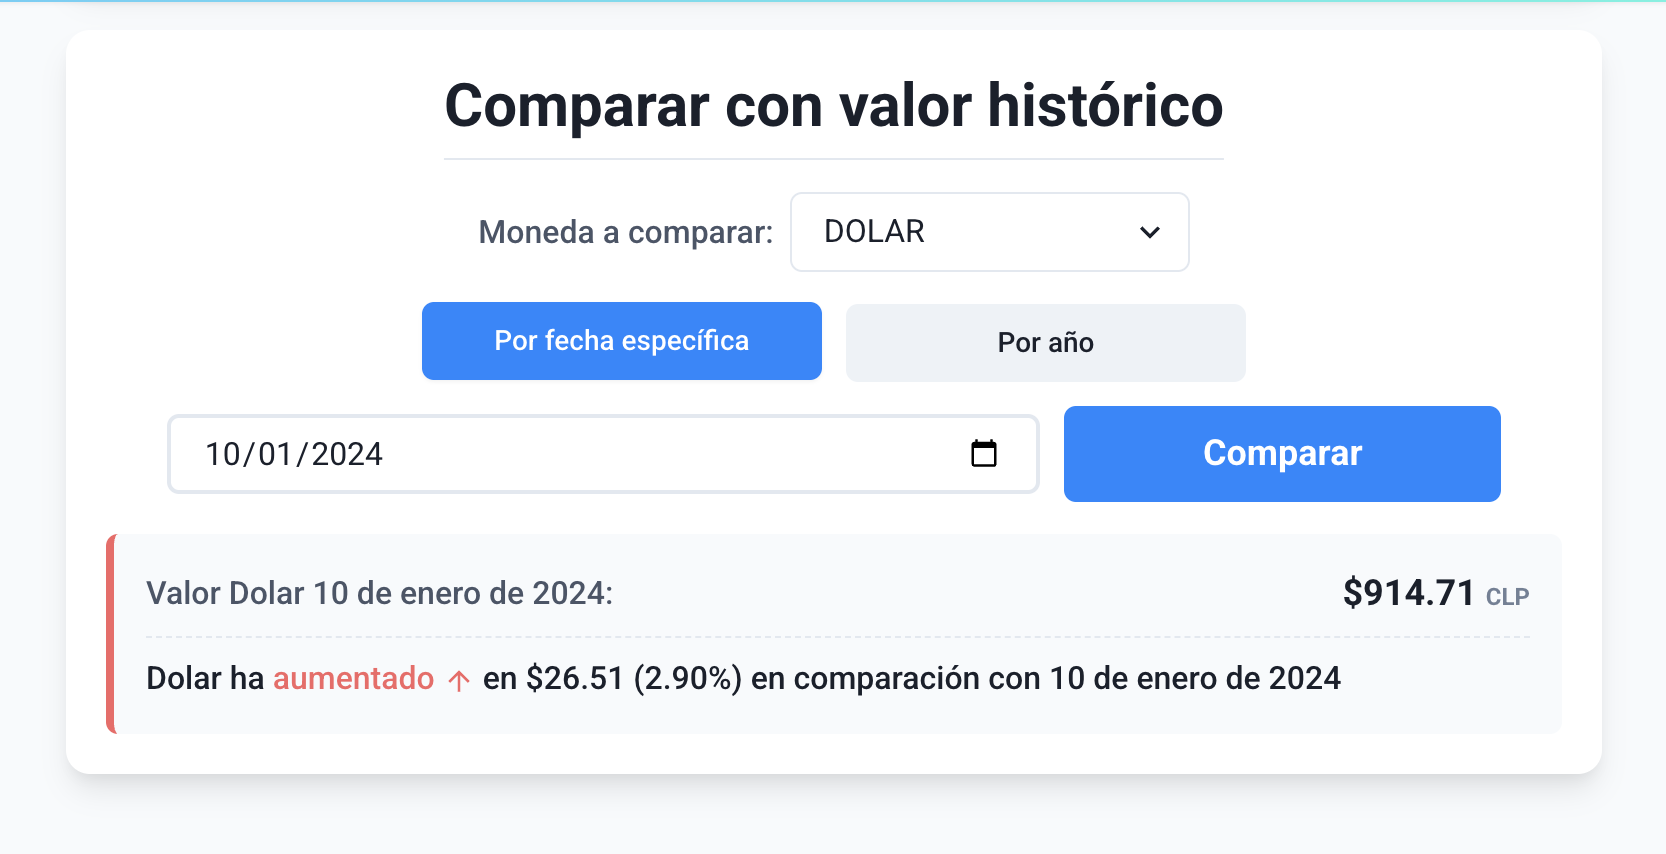 Comparar con valor histórico
Moneda a comparar: DOLAR
Por fecha específica Por año
10/01/2024 Comparar
Valor Dolar 10 de enero de 2024: $914.71 CLP
Dolar ha aumentado ↑ en $26.51 (2.90%) en comparación con 10 de enero de 2024